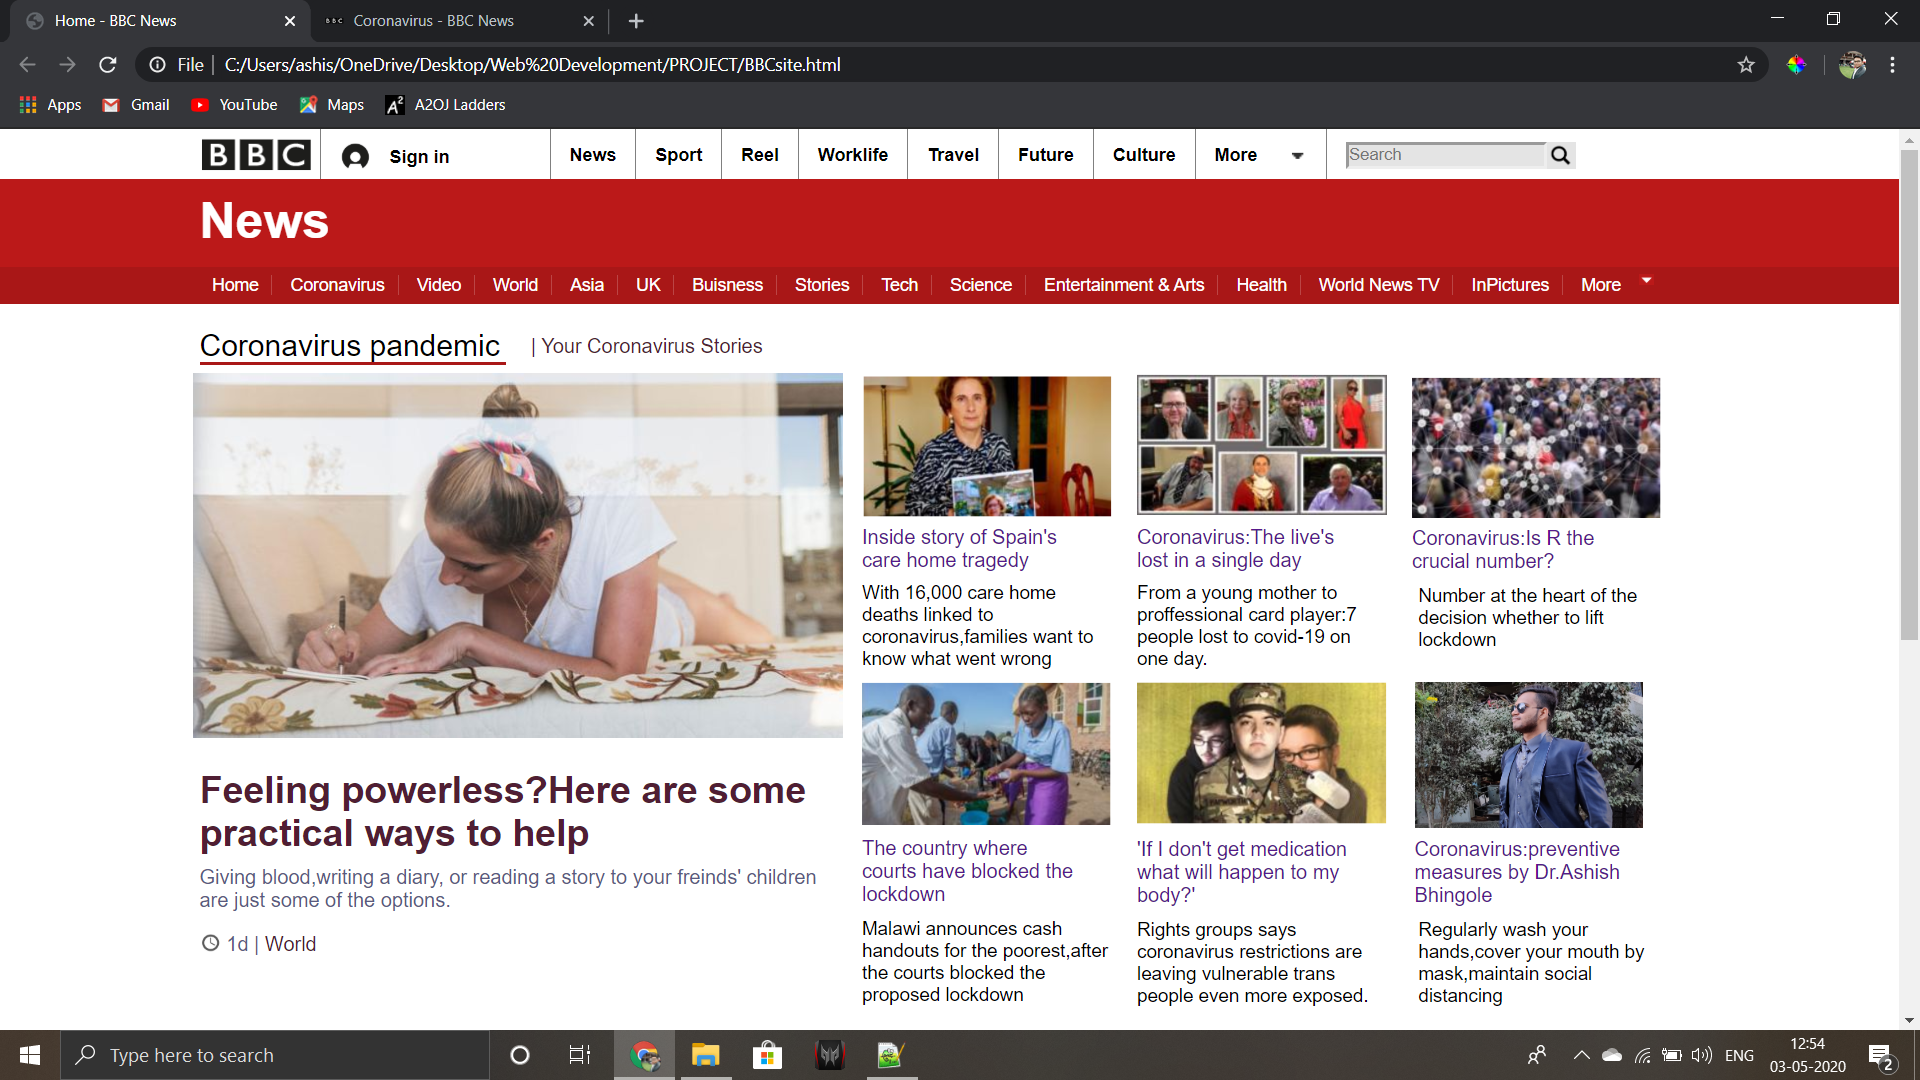 Home - BBC News
BBC Coronavirus - BBC News
File C:/Users/ashis/OneDrive/Desktop/Web%20Development/PROJECT/BBCsite.html
Apps Gmail YouTube Maps A2OJ Ladders
BBC Sign in News Sport Reel Worklife Travel Future Culture More Search
News
Home Coronavirus Video World Asia UK Buisness Stories Tech Science Entertainment & Arts Health World News TV InPictures More
Coronavirus pandemic | Your Coronavirus Stories
Feeling powerless?Here are some
practical ways to help
Giving blood,writing a diary, or reading a story to your freinds' children
are just some of the options.
1d | World
Inside story of Spain's
care home tragedy
With 16,000 care home
deaths linked to
coronavirus,families want to
know what went wrong
Coronavirus:The live's
lost in a single day
From a young mother to
proffessional card player:7
people lost to covid-19 on
one day.
Coronavirus:Is R the
crucial number?
Number at the heart of the
decision whether to lift
lockdown
The country where
courts have blocked the
lockdown
Malawi announces cash
handouts for the poorest,after
the courts blocked the
proposed lockdown
'If I don't get medication
what will happen to my
body?'
Rights groups says
coronavirus restrictions are
leaving vulnerable trans
people even more exposed.
Coronavirus:preventive
measures by Dr.Ashish
Bhingole
Regularly wash your
hands,cover your mouth by
mask,maintain social
distancing
Type here to search
ENG
12:54
03-05-2020
2